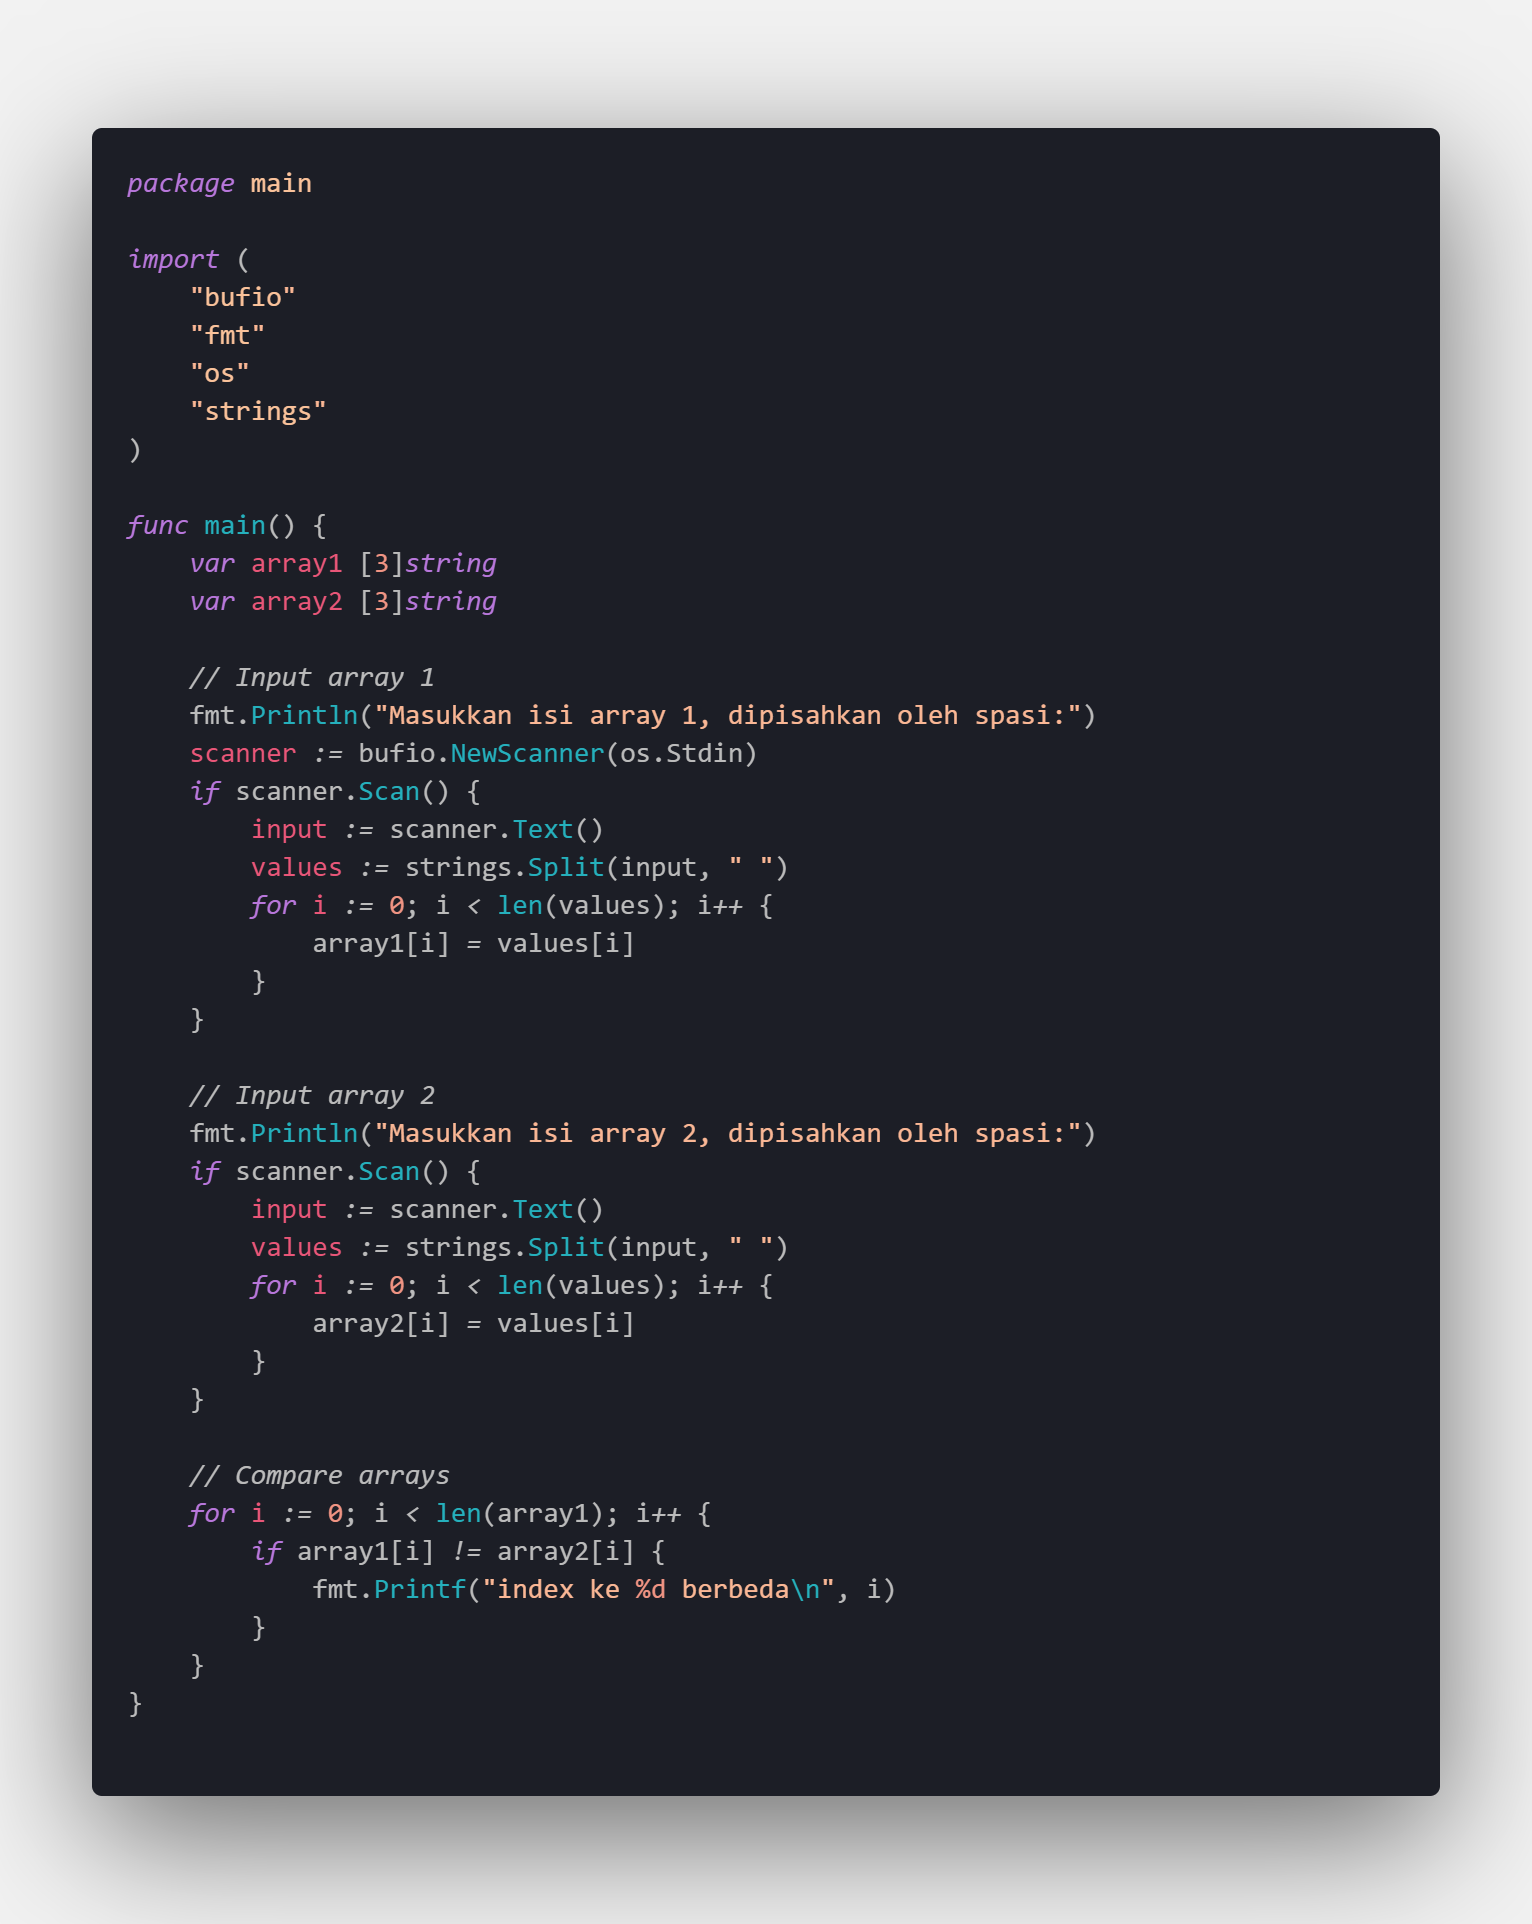 package main

import (
    "bufio"
    "fmt"
    "os"
    "strings"
)

func main() {
    var array1 [3]string
    var array2 [3]string

    // Input array 1
    fmt.Println("Masukkan isi array 1, dipisahkan oleh spasi:")
    scanner := bufio.NewScanner(os.Stdin)
    if scanner.Scan() {
        input := scanner.Text()
        values := strings.Split(input, " ")
        for i := 0; i < len(values); i++ {
            array1[i] = values[i]
        }
    }

    // Input array 2
    fmt.Println("Masukkan isi array 2, dipisahkan oleh spasi:")
    if scanner.Scan() {
        input := scanner.Text()
        values := strings.Split(input, " ")
        for i := 0; i < len(values); i++ {
            array2[i] = values[i]
        }
    }

    // Compare arrays
    for i := 0; i < len(array1); i++ {
        if array1[i] != array2[i] {
            fmt.Printf("index ke %d berbeda\n", i)
        }
    }
}